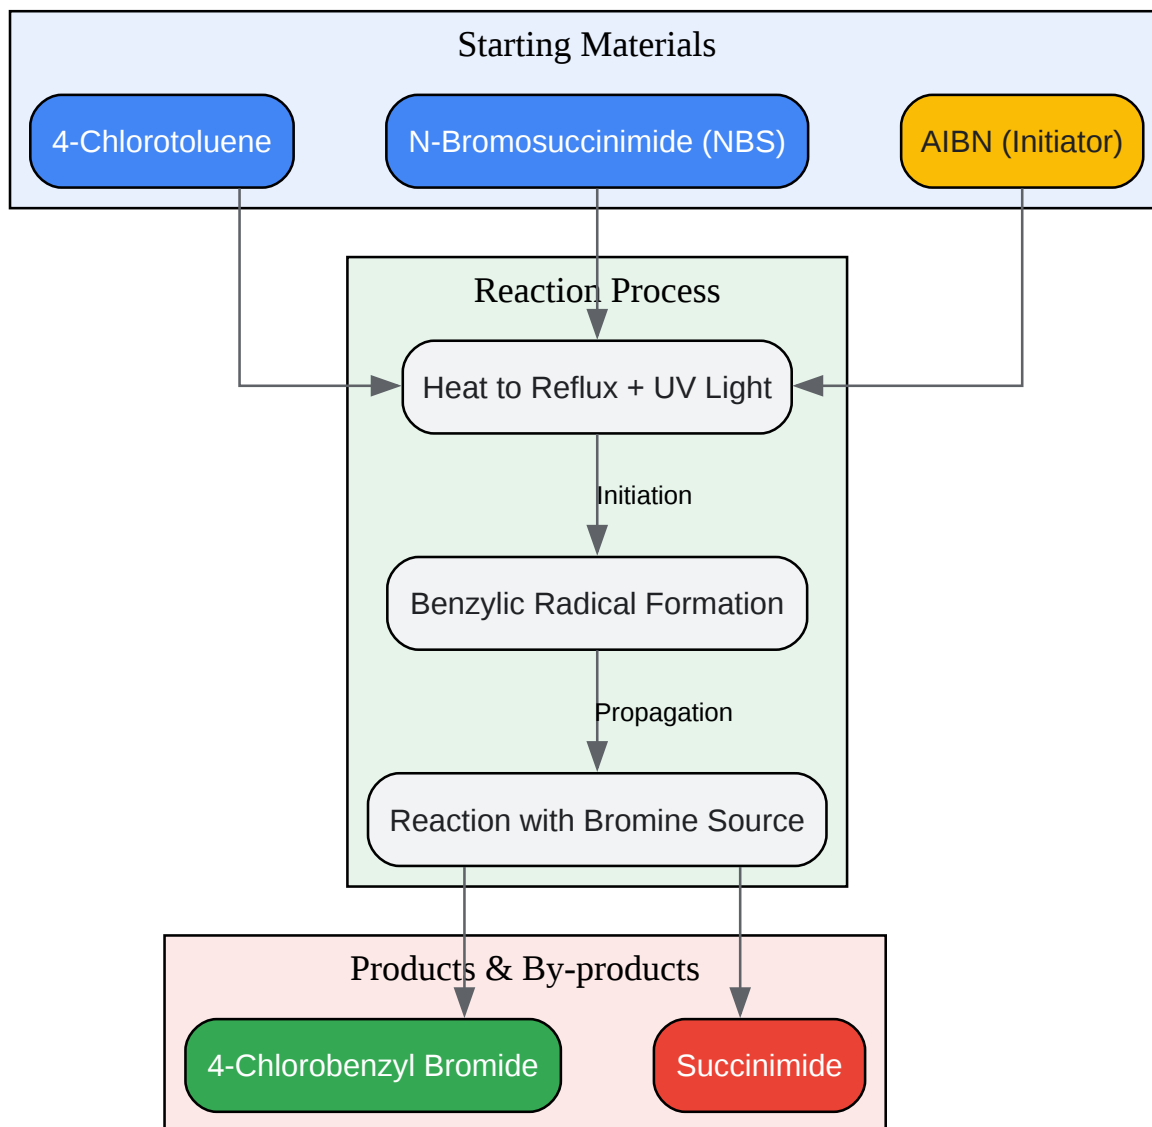 Starting Materials
4-Chlorotoluene
N-Bromosuccinimide (NBS)
AIBN (Initiator)
Reaction Process
Heat to Reflux + UV Light
Initiation
Benzylic Radical Formation
Propagation
Reaction with Bromine Source
Products & By-products
4-Chlorobenzyl Bromide
Succinimide